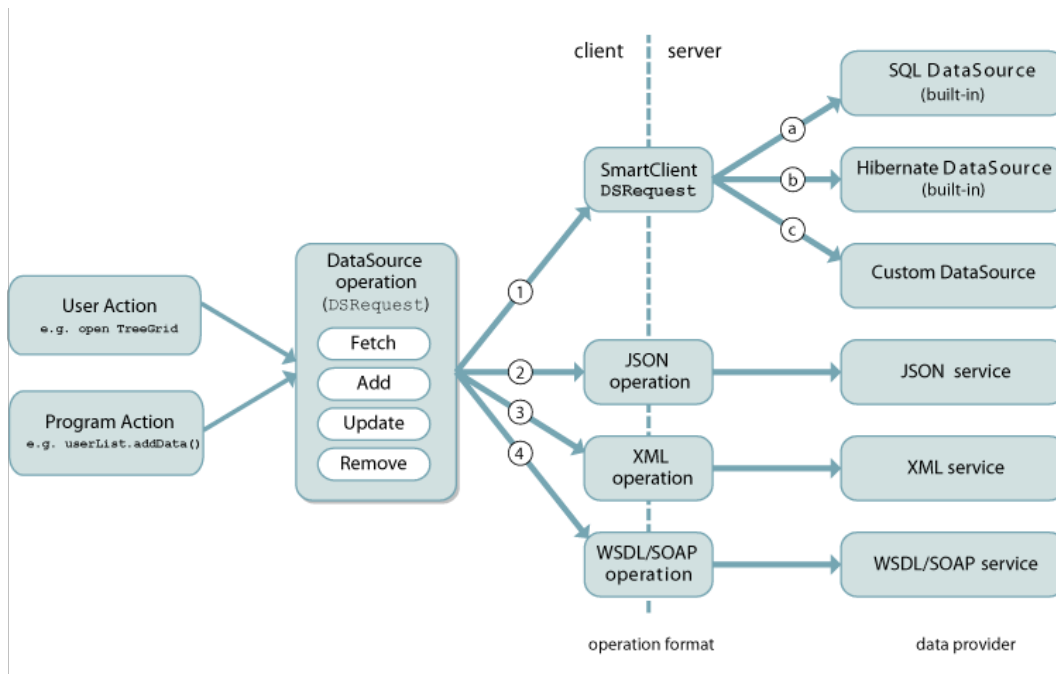 client
server
SQL DataSource
(built-in)
a
SmartClient
DSRequest
b
Hibernate DataSource
(built-in)
c
Custom DataSource
DataSource
operation
(DSRequest)
Fetch
Add
Update
Remove
User Action
e.g. open TreeGrid
Program Action
e.g. userList.addData()
1
2
JSON
operation
JSON service
3
XML
operation
XML service
4
WSDL/SOAP
operation
WSDL/SOAP service
operation format
data provider